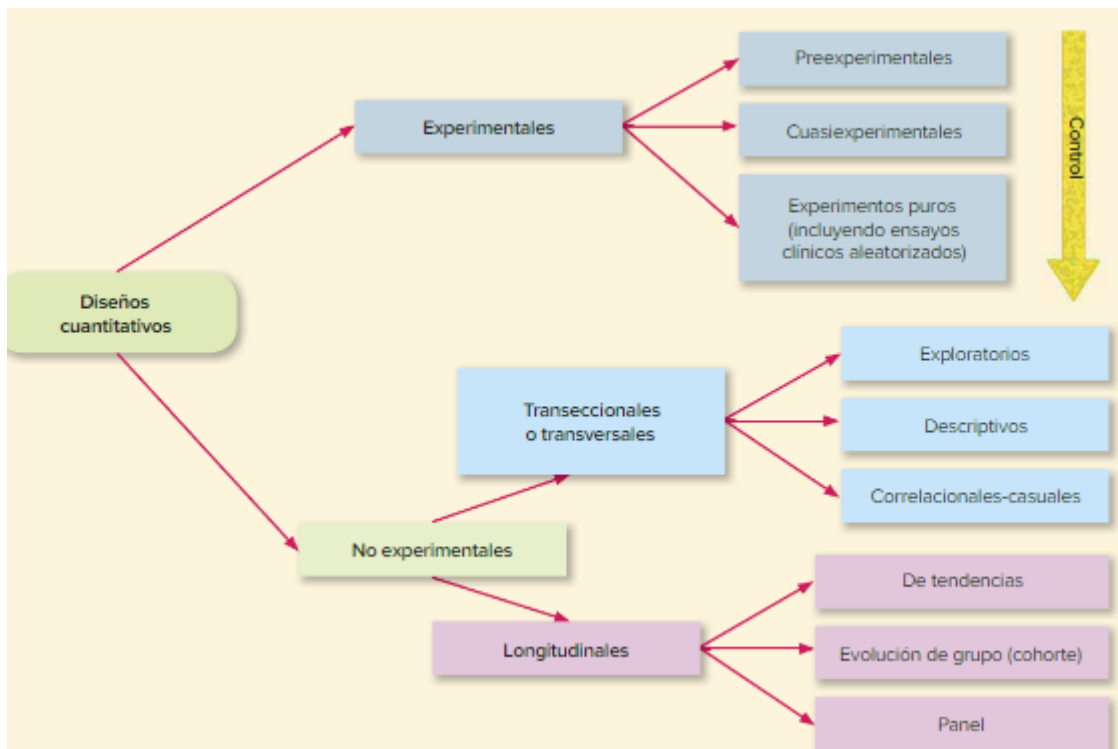 Preexperimentales
Experimentales
Cuasiexperimentales
Control
Experimentos puros
(incluyendo ensayos
clínicos aleatorizados)
Diseños
cuantitativos
Exploratorios
Transeccionales
o transversales
Descriptivos
Correlacionales-casuales
No experimentales
De tendencias
Longitudinales
Evolución de grupo (cohorte)
Panel